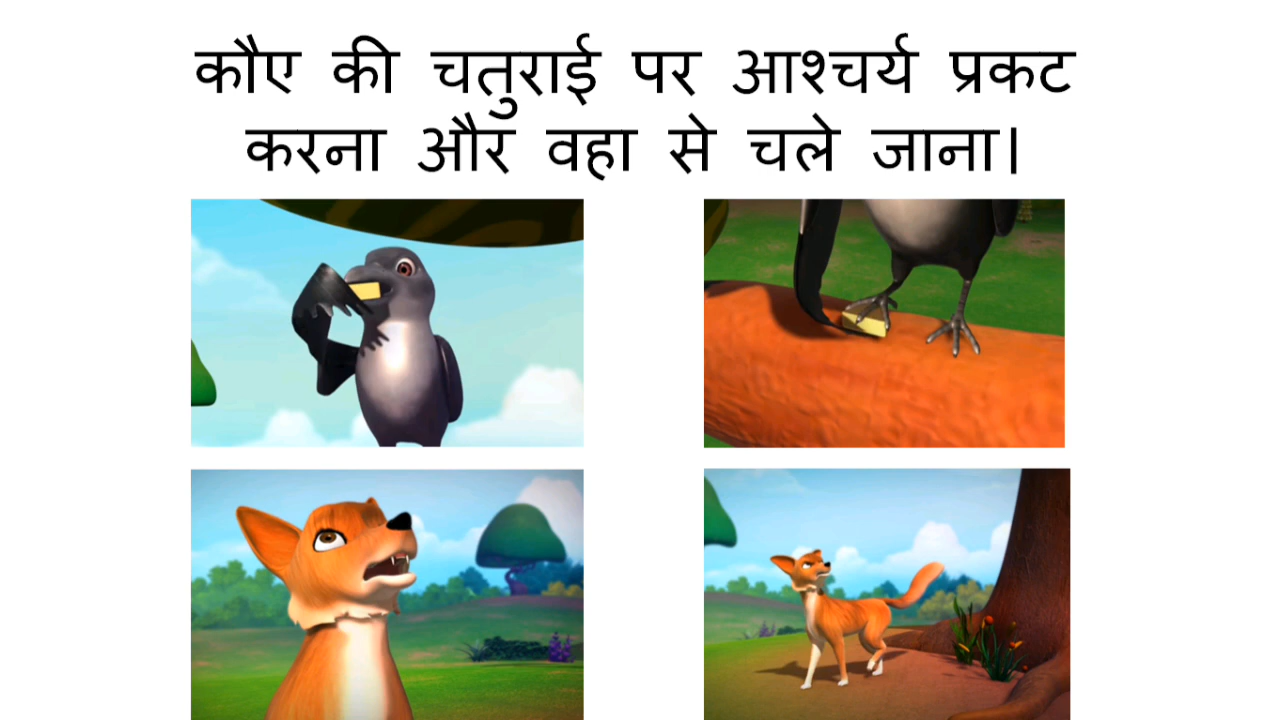 कौए की चतुराई पर आश्चर्य प्रकट
करना और वहा से चले जाना।